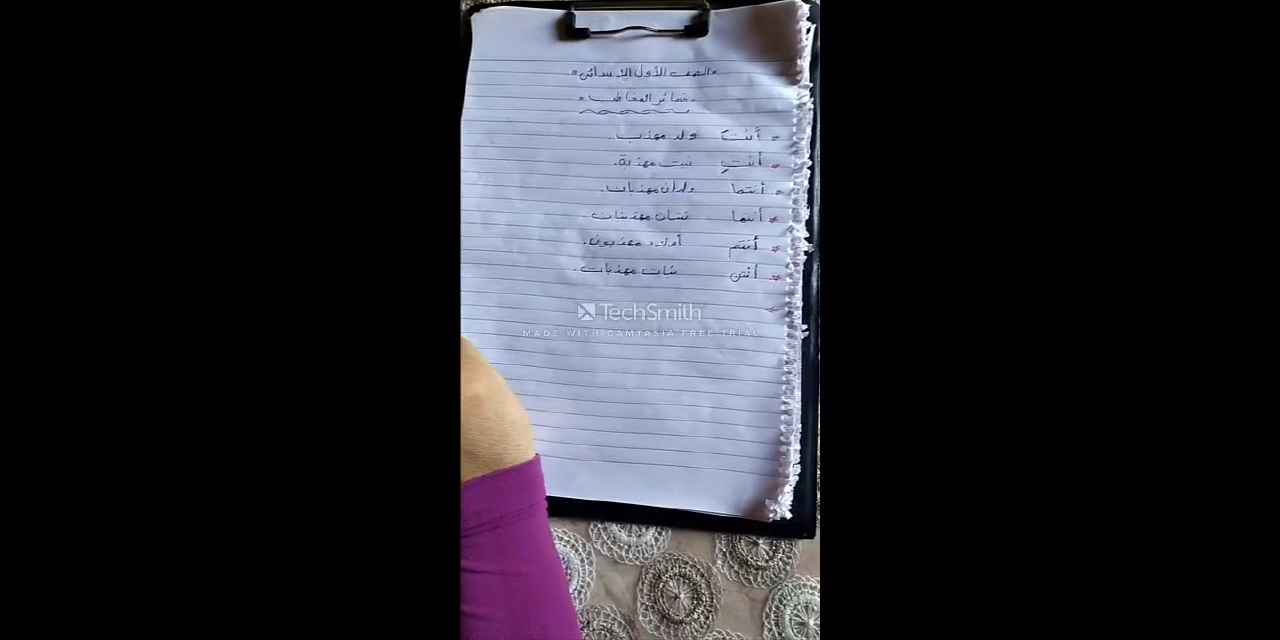 "الصف الأول الابتدائي"
"ضمائر المخاطب"
أنتَ ولد مهذب.
أنتِ بنت مهذبة.
أنتما ولدان مهذبان.
أنتما بنتان مهذبتان.
أنتم أولاد مهذبون.
أنتن بنات مهذبات.
TechSmith
MADE WITH CAMTASIA FREE TRIAL